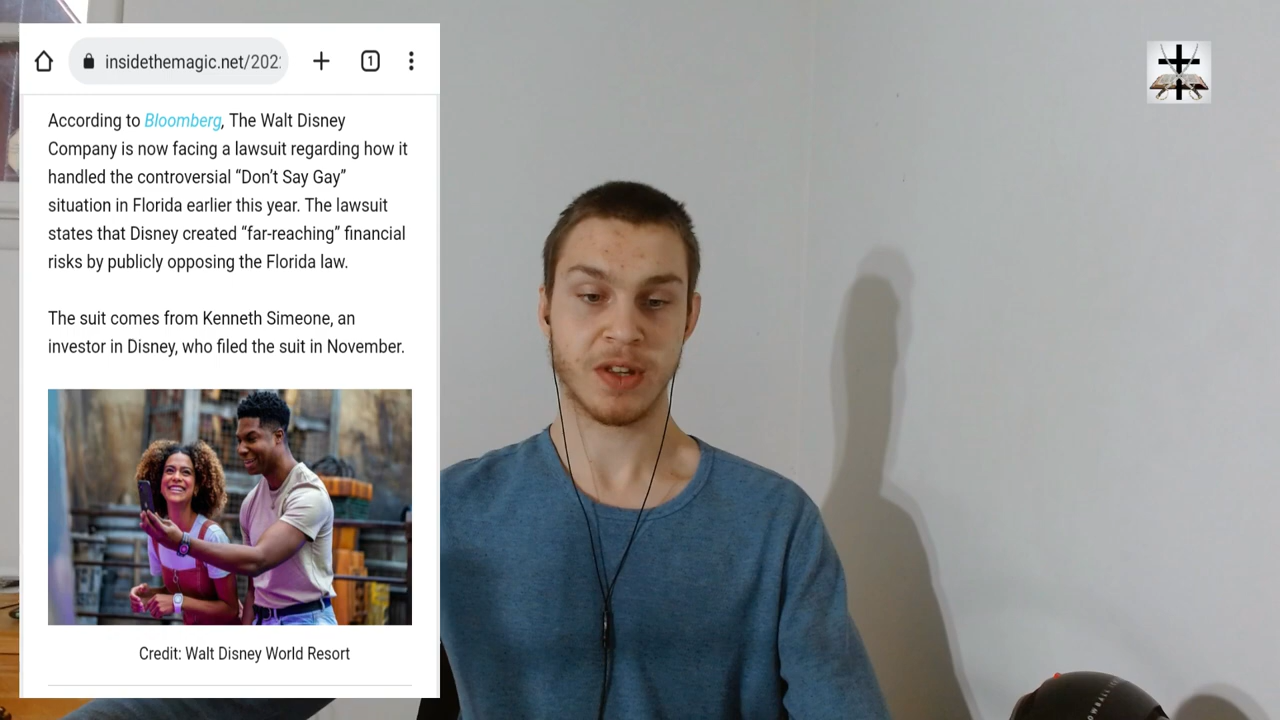 insidethemagic.net/202
1
According to Bloomberg, The Walt Disney
Company is now facing a lawsuit regarding how it
handled the controversial “Don’t Say Gay”
situation in Florida earlier this year. The lawsuit
states that Disney created “far-reaching” financial
risks by publicly opposing the Florida law.
The suit comes from Kenneth Simeone, an
investor in Disney, who filed the suit in November.
Credit: Walt Disney World Resort